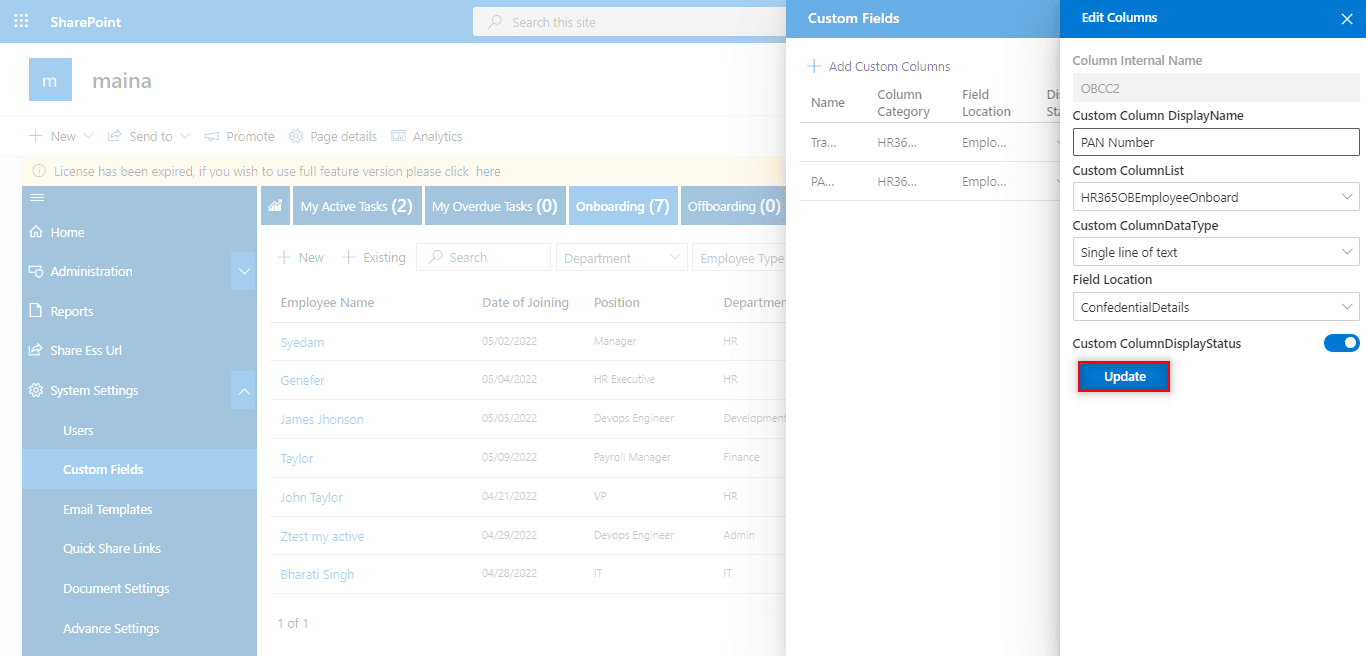 SharePoint
Search this site
m
maina
New
Send to
Promote
Page details
Analytics
License has been expired, if you wish to use full feature version please click here
Home
Administration
Reports
Share Ess Url
System Settings
Users
Custom Fields
Email Templates
Quick Share Links
Document Settings
Advance Settings
My Active Tasks (2)
My Overdue Tasks (0)
Onboarding (7)
Offboarding (0)
New
Existing
Search
Department
Employee Type
Employee Name Date of Joining Position Departmen
Syedam 05/02/2022 Manager HR
Genefer 05/04/2022 HR Executive HR
James Jhonson 05/05/2022 Devops Engineer Development
Taylor 05/09/2022 Payroll Manager Finance
John Taylor 04/21/2022 VP HR
Ztest my active 04/29/2022 Devops Engineer Admin
Bharati Singh 04/28/2022 IT IT
1 of 1
Custom Fields
Add Custom Columns
Name
Column
Category
Field
Location
Di
Sta
Tra... HR36... Emplo...
PA... HR36... Emplo...
Edit Columns
Column Internal Name
OBCC2
Custom Column DisplayName
PAN Number
Custom ColumnList
HR365OBEmployeeOnboard
Custom ColumnDataType
Single line of text
Field Location
ConfedentialDetails
Custom ColumnDisplayStatus
Update